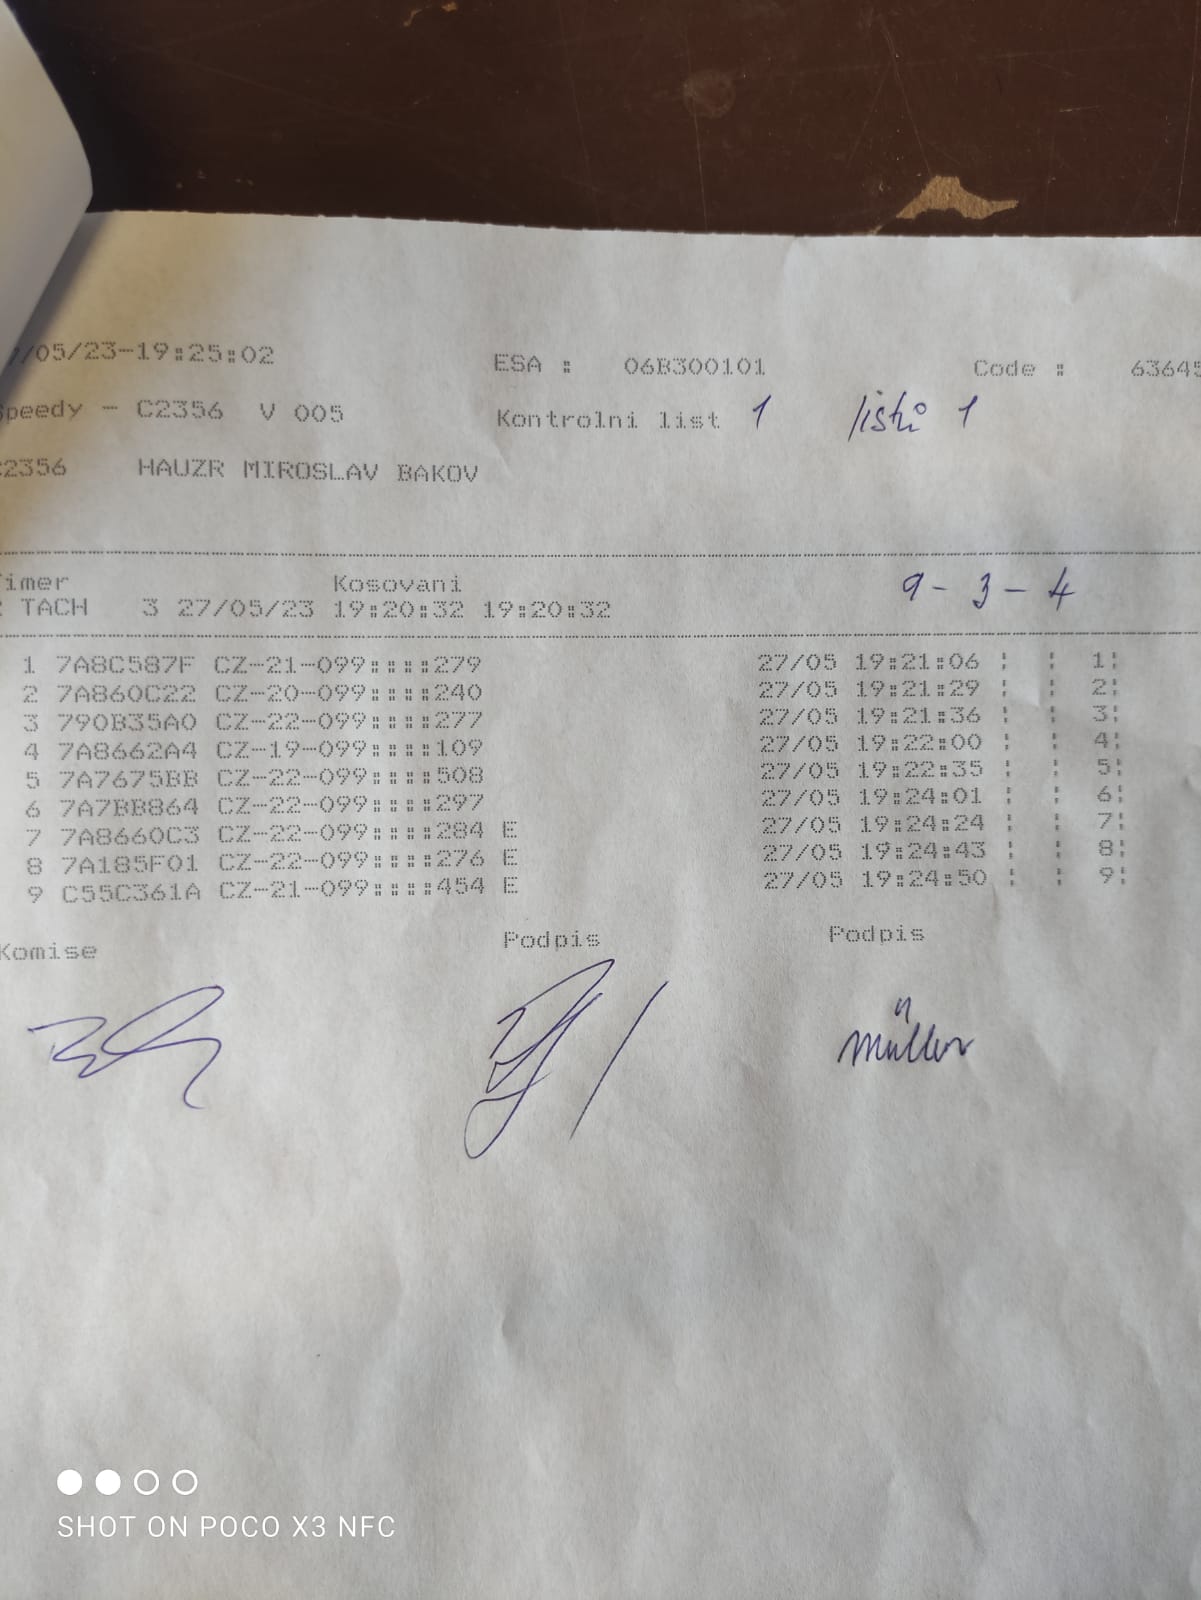 /05/23-19:25:02 ESA : 06B300101 Code : 63645
peedy - C2356 V 005 Kontrolni list 1 listů 1
2356 HAUZR MIROSLAV BAKOV
imer Kosovani 9-3-4
TACH 3 27/05/23 19:20:32 19:20:32
1 7A8C587F CZ-21-099::::279 27/05 19:21:06 ¦ ¦ 1¦
2 7A860C22 CZ-20-099::::240 27/05 19:21:29 ¦ ¦ 2¦
3 790B35A0 CZ-22-099::::277 27/05 19:21:36 ¦ ¦ 3¦
4 7A8662A4 CZ-19-099::::109 27/05 19:22:00 ¦ ¦ 4¦
5 7A7675BB CZ-22-099::::508 27/05 19:22:35 ¦ ¦ 5¦
6 7A7BB864 CZ-22-099::::297 27/05 19:24:01 ¦ ¦ 6¦
7 7A8660C3 CZ-22-099::::284 E 27/05 19:24:24 ¦ ¦ 7¦
8 7A185F01 CZ-22-099::::276 E 27/05 19:24:43 ¦ ¦ 8¦
9 C55C361A CZ-21-099::::454 E 27/05 19:24:50 ¦ ¦ 9¦
Komise Podpis Podpis
Müller
SHOT ON POCO X3 NFC